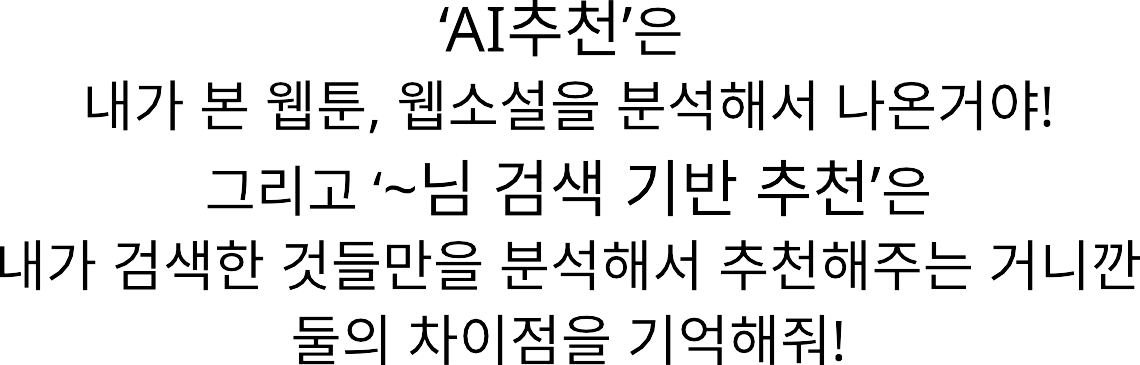 ‘AI추천’은
내가 본 웹툰, 웹소설을 분석해서 나온거야!
그리고 ‘~님 검색 기반 추천’은
내가 검색한 것들만을 분석해서 추천해주는 거니깐
둘의 차이점을 기억해줘!